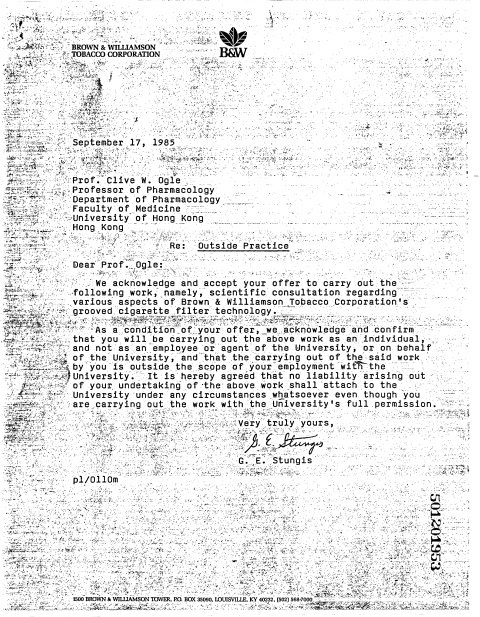 BROWN & WILLIAMSON
TOBACCO CORPORATION
B&W
September 17, 1985
Prof. Clive W. Ogle
Professor of Pharmacology
Department of Pharmacology
Faculty of Medicine
University of Hong Kong
Hong Kong
Re: Outside Practice
Dear Prof. Ogle:
We acknowledge and accept your offer to carry out the
following work, namely, scientific consultation regarding
various aspects of Brown & Williamson Tobacco Corporation's
grooved cigarette filter technology.
As a condition of your offer, we acknowledge and confirm
that you will be carrying out the above work as an individual,
and not as an employee or agent of the University, or on behalf
of the University, and that the carrying out of the said work
by you is outside the scope of your employment with the
University. It is hereby agreed that no liability arising out
of your undertaking of the above work shall attach to the
University under any circumstances whatsoever even though you
are carrying out the work with the University's full permission.
Very truly yours,
G. E. Stungis
G. E. Stungis
pl/0110m
501201953
1500 BROWN & WILLIAMSON TOWER, P.O. BOX 35090, LOUISVILLE, KY 40232, (502) 568-7000